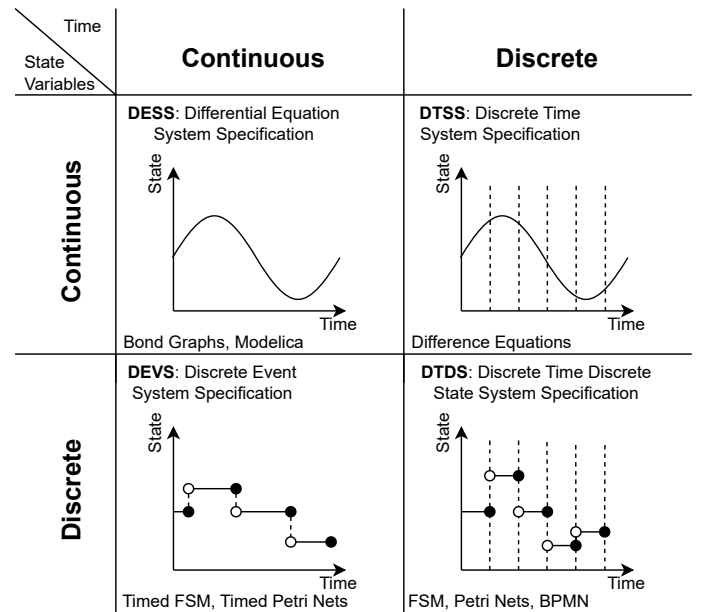 Time
State
Variables
Continuous
Discrete
Continuous
DESS: Differential Equation
System Specification
State
Time
Bond Graphs, Modelica
DTSS: Discrete Time
System Specification
State
Time
Difference Equations
Discrete
DEVS: Discrete Event
System Specification
State
Time
Timed FSM, Timed Petri Nets
DTDS: Discrete Time Discrete
State System Specification
State
Time
FSM, Petri Nets, BPMN